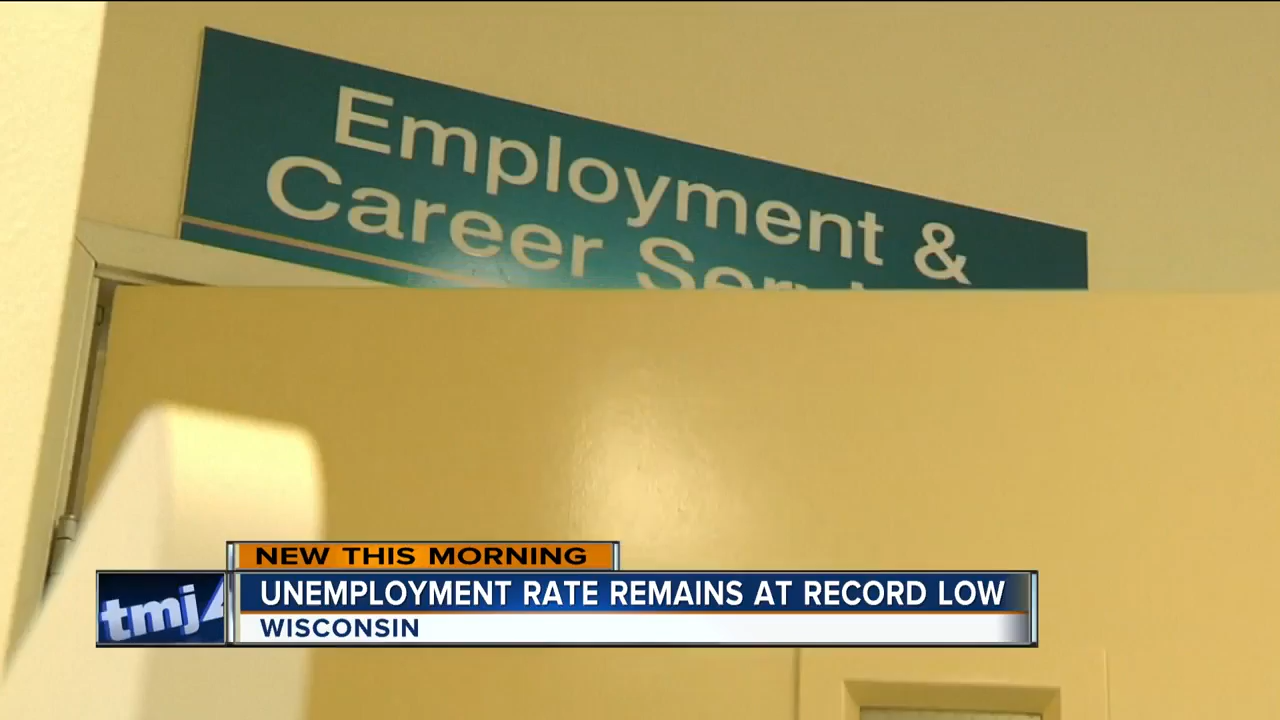 Employment &
Career
NEW THIS MORNING
UNEMPLOYMENT RATE REMAINS AT RECORD LOW
WISCONSIN
tmj4